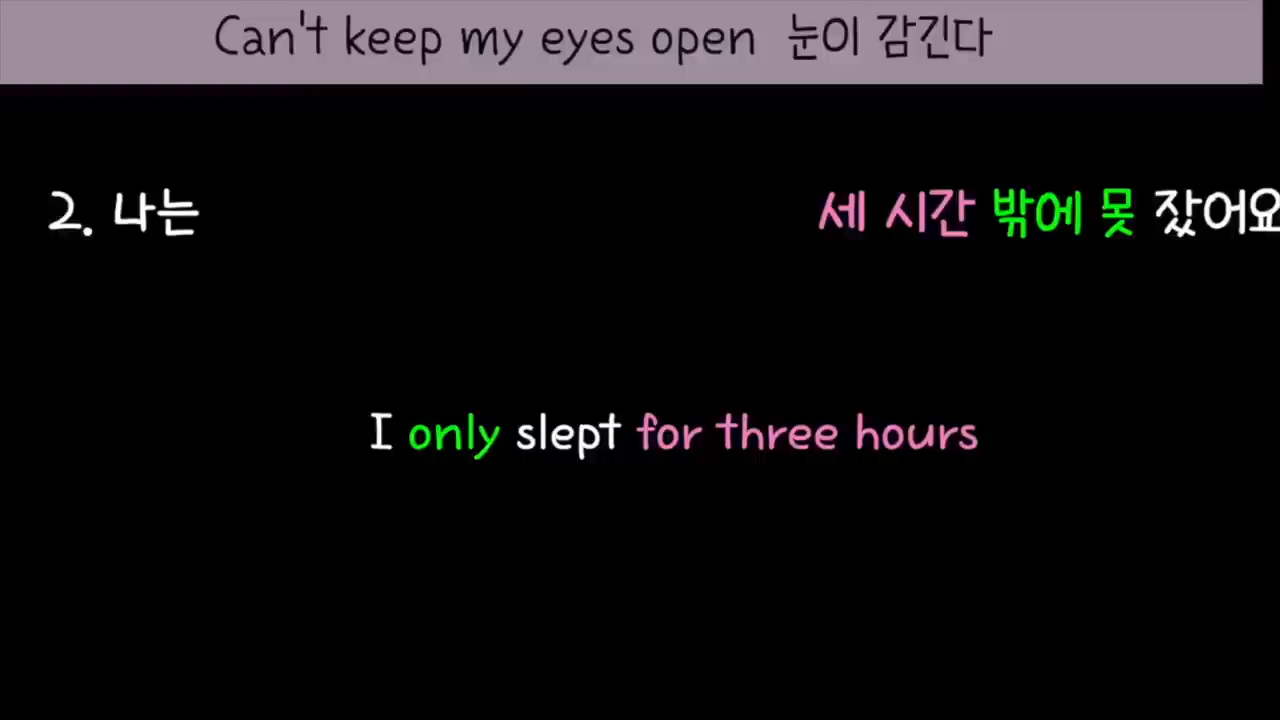 Can't keep my eyes open 눈이 감긴다
2. 나는 세 시간 밖에 못 잤어요
I only slept for three hours